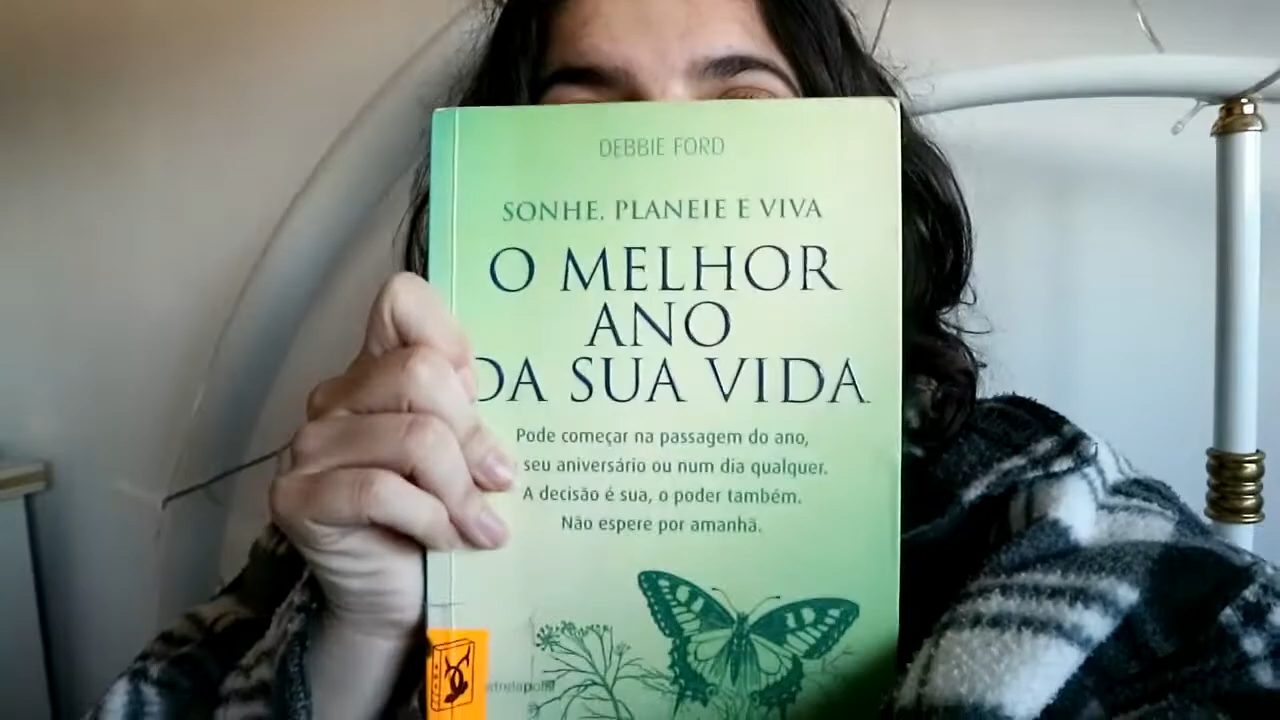 DEBBIE FORD
SONHE, PLANEIE E VIVA
O MELHOR
ANO
DA SUA VIDA
Pode começar na passagem do ano,
seu aniversário ou num dia qualquer.
A decisão é sua, o poder também.
Não espere por amanhã.